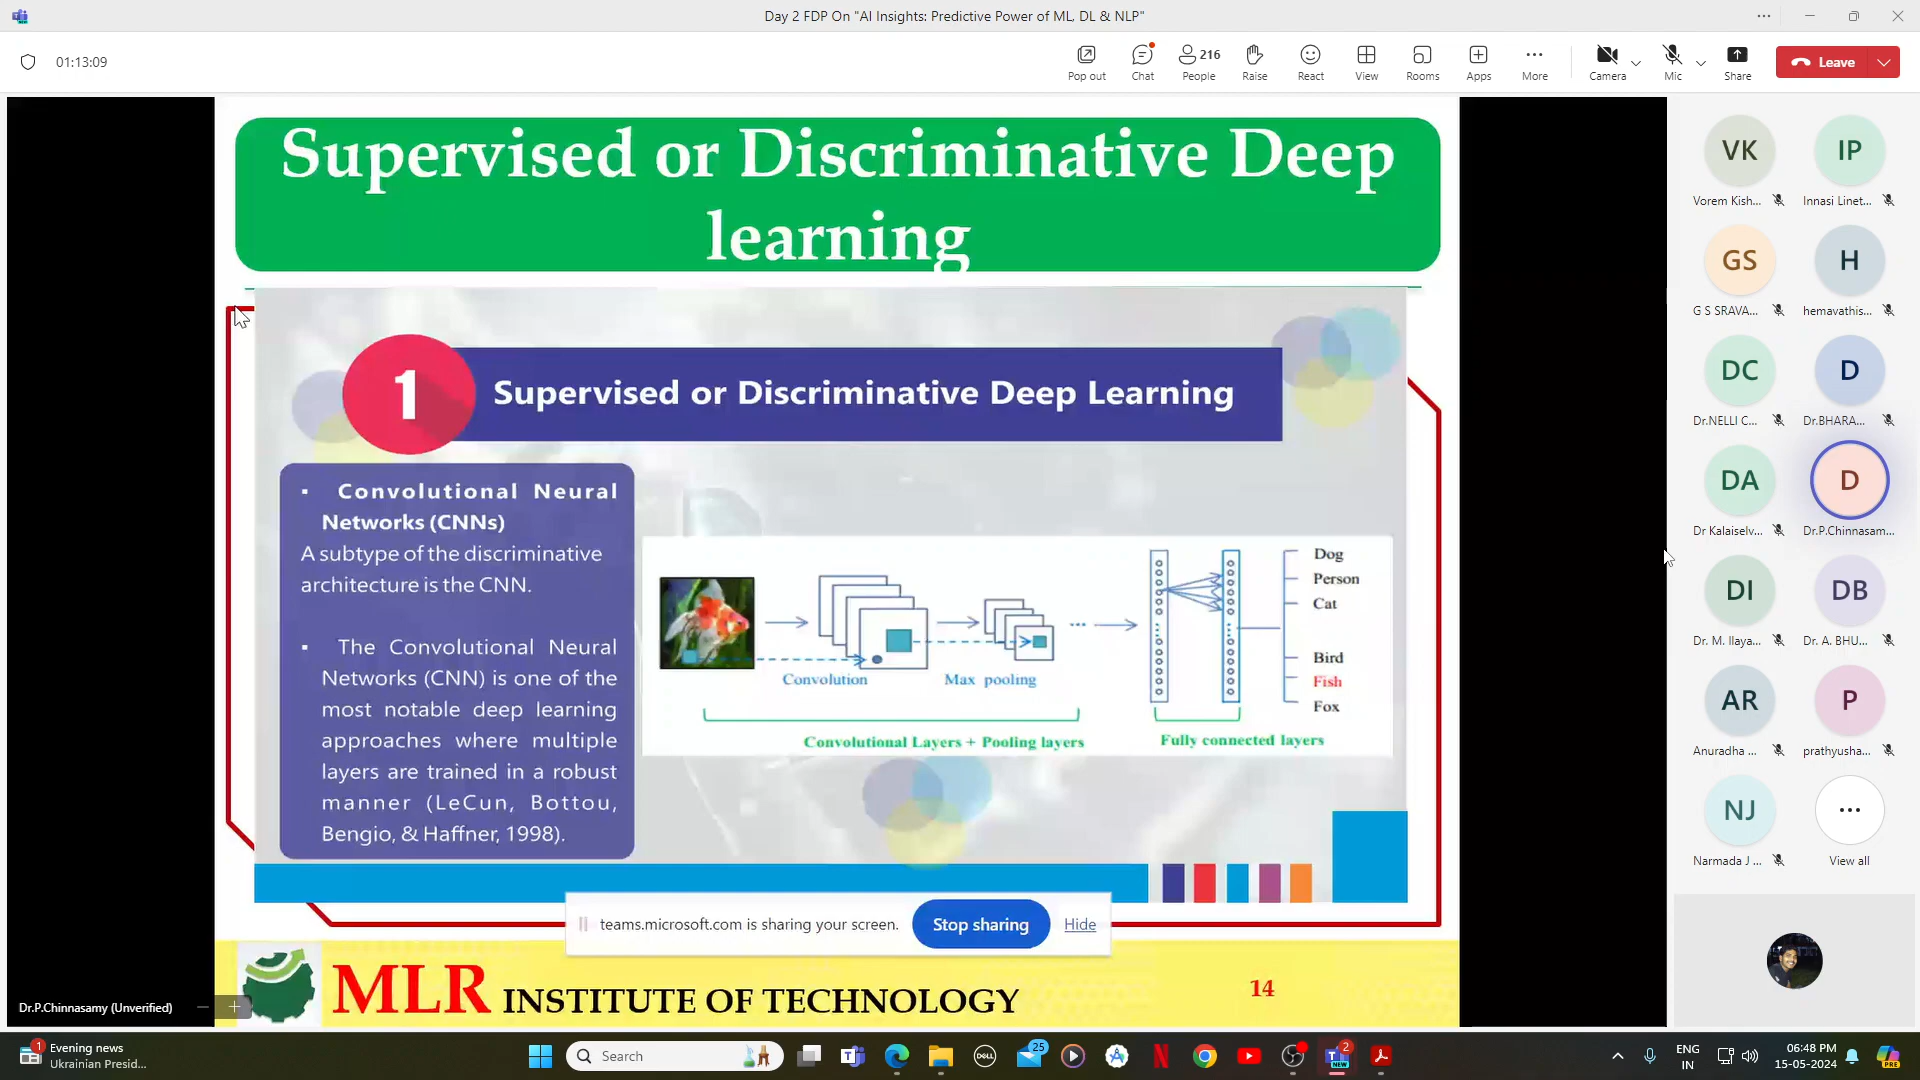 Day 2 FDP On "AI Insights: Predictive Power of ML, DL & NLP"
01:13:09
Pop out
Chat
216
People
Raise
React
View
Rooms
Apps
More
Camera
Mic
Share
Leave
Supervised or Discriminative Deep
learning
1
Supervised or Discriminative Deep Learning
▪ Convolutional Neural
Networks (CNNs)
A subtype of the discriminative
architecture is the CNN.
▪ The Convolutional Neural
Networks (CNN) is one of the
most notable deep learning
approaches where multiple
layers are trained in a robust
manner (LeCun, Bottou,
Bengio, & Haffner, 1998).
Convolution
Max pooling
Convolutional Layers + Pooling layers
Fully connected layers
Dog
Person
Cat
Bird
Fish
Fox
teams.microsoft.com is sharing your screen.
Stop sharing
Hide
MLR INSTITUTE OF TECHNOLOGY
14
Dr.P.Chinnasamy (Unverified)
VK
Vorem Kish...
IP
Innasi Linet...
GS
G S SRAVA...
H
hemavathis...
DC
Dr.NELLI C...
D
Dr.BHARA...
DA
Dr Kalaiselv...
D
Dr.P.Chinnasam...
DI
Dr. M. Ilaya...
DB
Dr. A. BHU...
AR
Anuradha ...
P
prathyusha...
NJ
Narmada J ...
View all
1
Evening news
Ukrainian Presid...
Search
DELL
25
NEW
2
ENG
IN
06:48 PM
15-05-2024
PRE